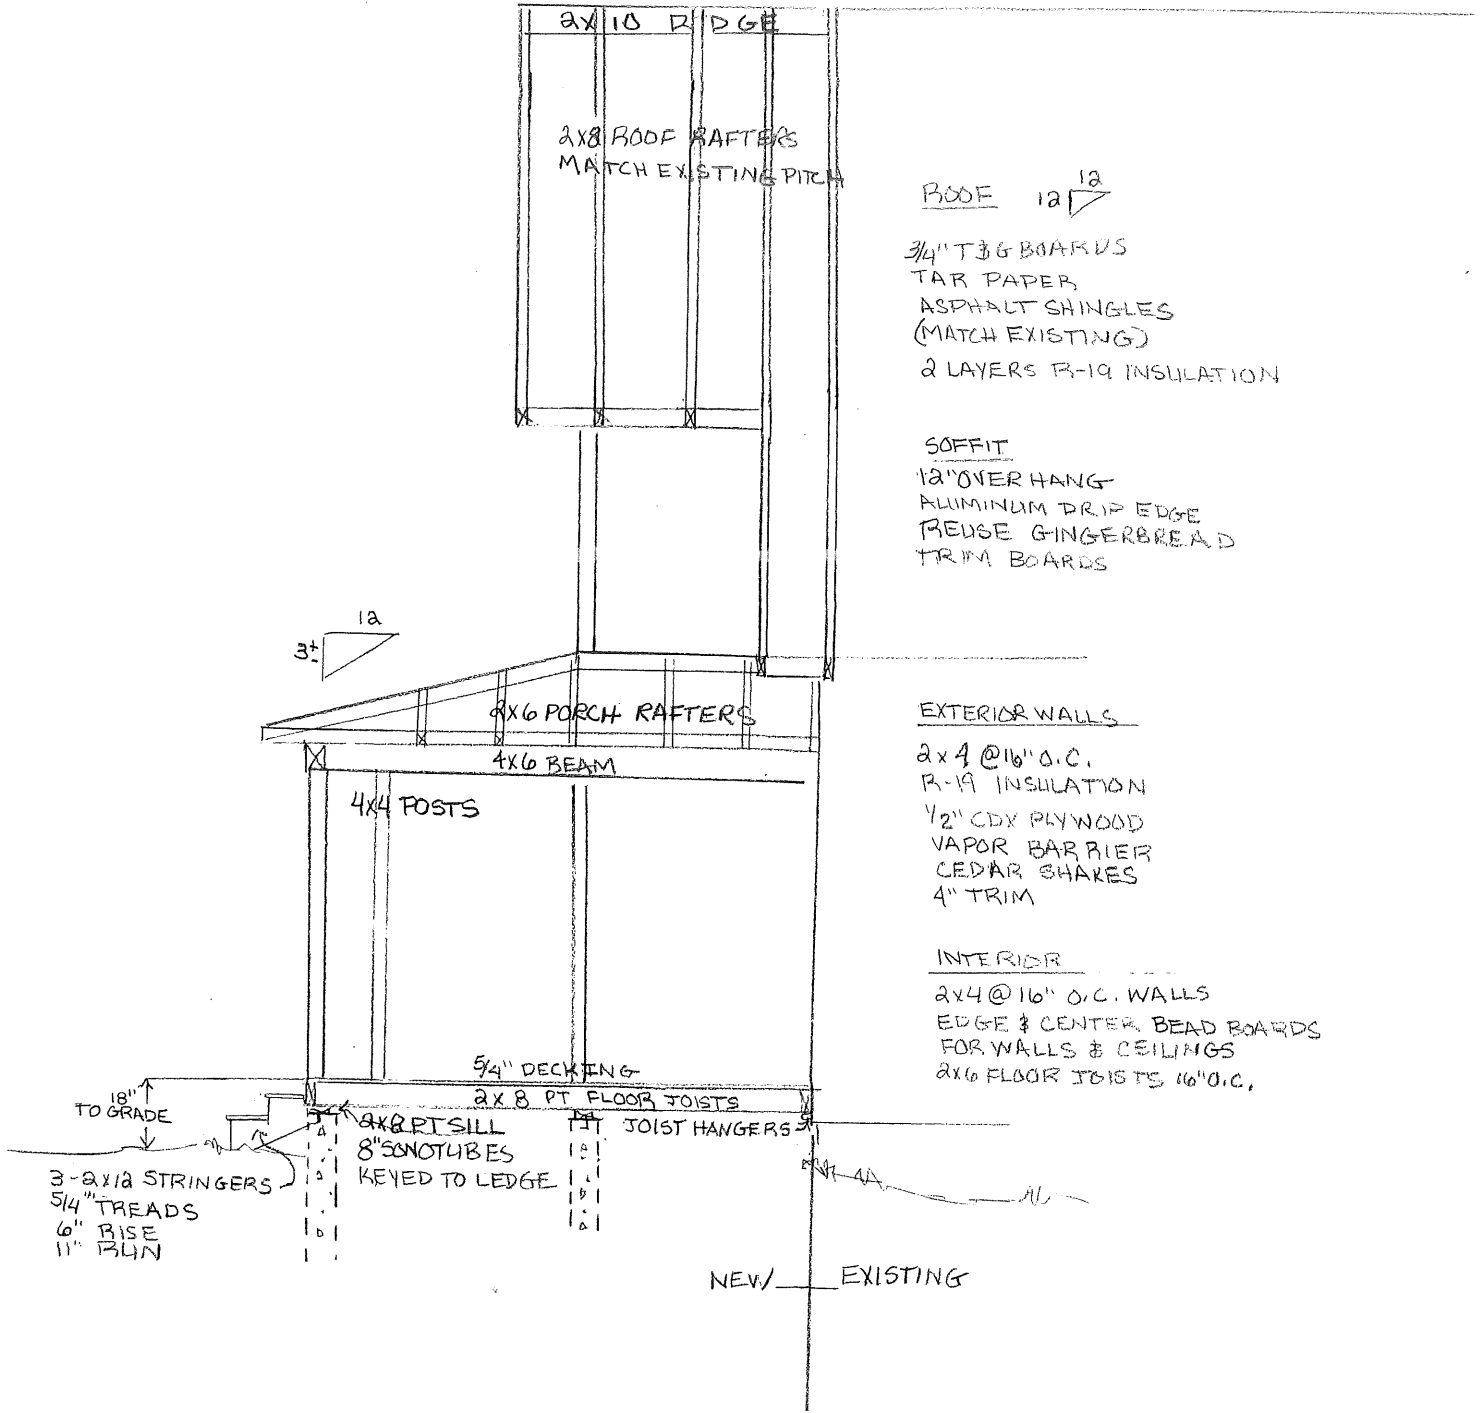 2X10 RIDGE
2X8 ROOF RAFTERS
MATCH EXISTING PITCH
ROOF
12
12
3/4" T&G BOARDS
TAR PAPER
ASPHALT SHINGLES
(MATCH EXISTING)
2 LAYERS R-19 INSULATION
SOFFIT
12" OVERHANG
ALUMINUM DRIP EDGE
REUSE GINGERBREAD
TRIM BOARDS
12
3±
2X6 PORCH RAFTERS
4X6 BEAM
4X4 POSTS
EXTERIOR WALLS
2x4 @16" O.C.
R-19 INSULATION
1/2" CDX PLYWOOD
VAPOR BARRIER
CEDAR SHAKES
4" TRIM
INTERIOR
2x4 @ 16" O.C. WALLS
EDGE & CENTER BEAD BOARDS
FOR WALLS & CEILINGS
2x6 FLOOR JOISTS 16" O.C.
5/4" DECKING
2x8 PT FLOOR JOISTS
18"
TO GRADE
2x8 PT SILL
8" SONOTUBES
KEYED TO LEDGE
JOIST HANGERS
3-2x12 STRINGERS
5/4" TREADS
6" RISE
11" RUN
NEW/ EXISTING